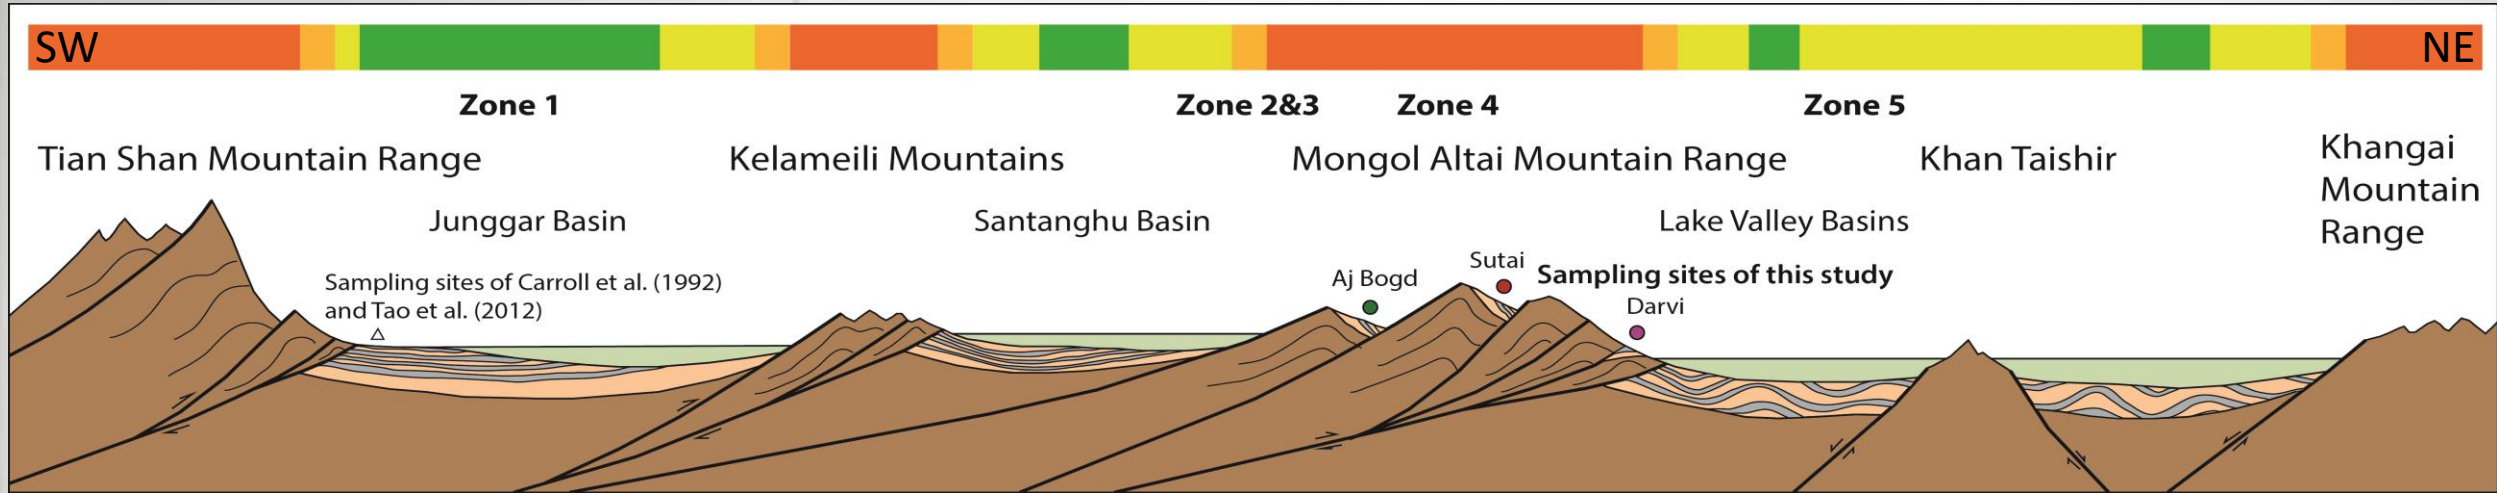 SW
NE
Zone 1
Zone 2&3
Zone 4
Zone 5
Tian Shan Mountain Range
Kelameili Mountains
Mongol Altai Mountain Range
Khan Taishir
Khangai
Mountain
Range
Junggar Basin
Santanghu Basin
Lake Valley Basins
Sampling sites of Carroll et al. (1992)
and Tao et al. (2012)
Aj Bogd
Sutai
Sampling sites of this study
Darvi